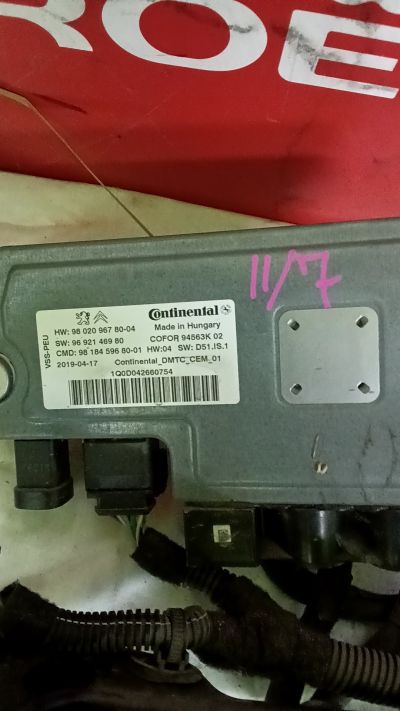 ROE
11/7
Continental
VSS-PEU
HW: 98 020 967 80-04 Made in Hungary
SW: 96 921 469 80 COFOR 94563K 02
CMD: 98 184 596 80-01 HW:04 SW: D51.IS.1
2019-04-17 Continental_DMTC_CEM_01
1Q0D042660754